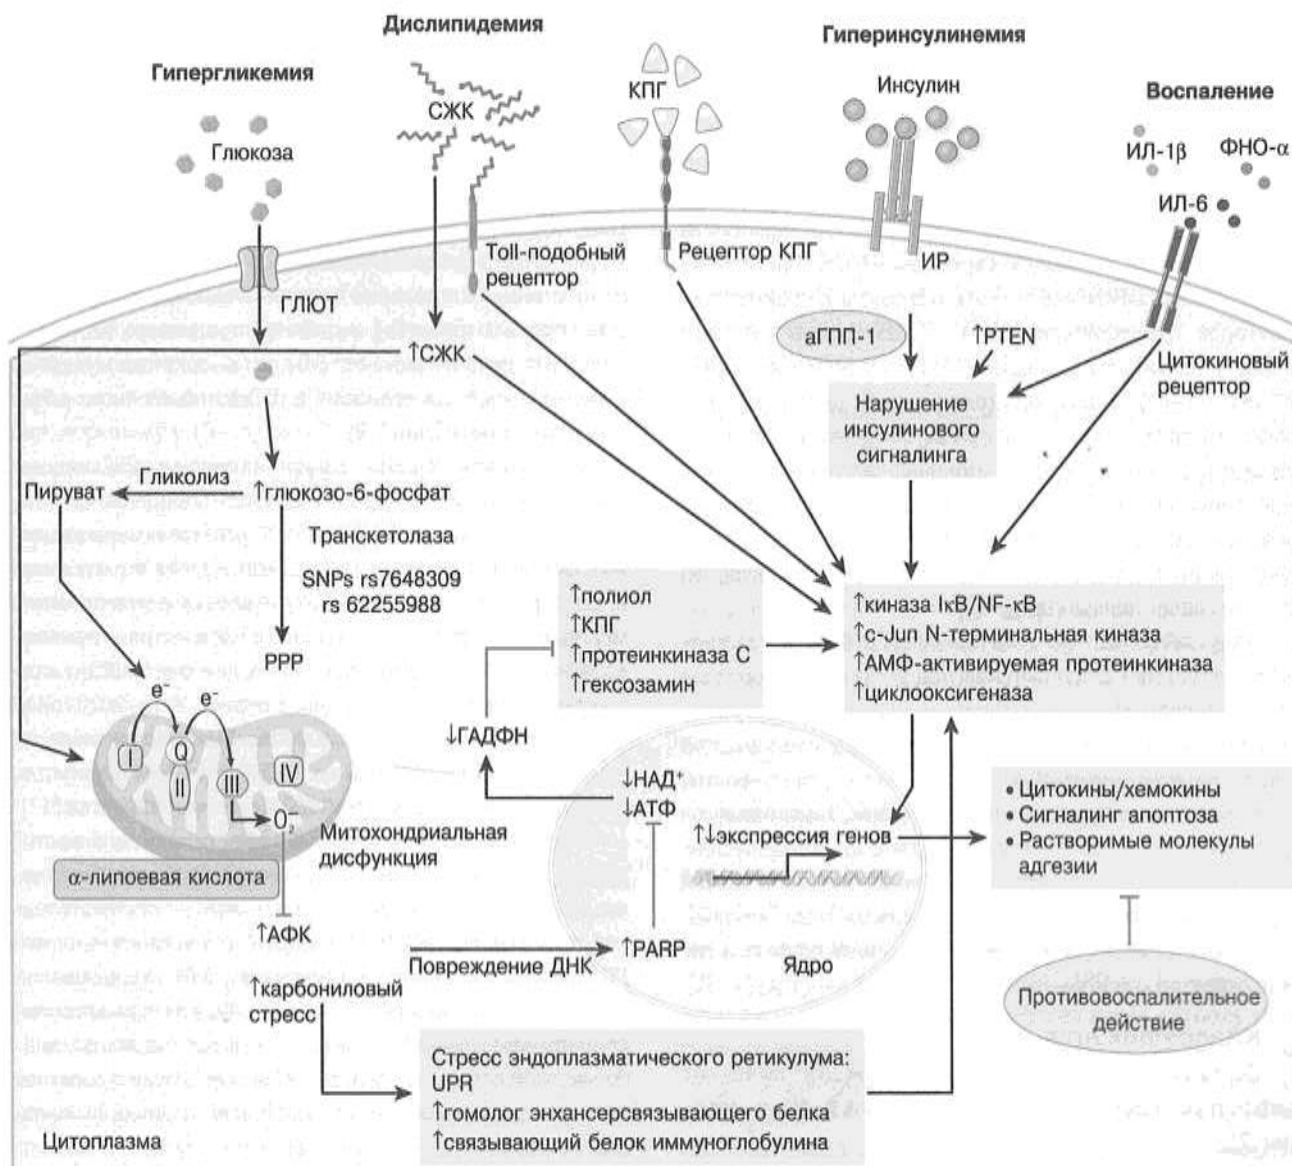 Дислипидемия
Гиперинсулинемия
Гипергликемия
Воспаление
СЖК
КПГ
Инсулин
Глюкоза
ИЛ-1β
ФНО-α
ИЛ-6
Toll-подобный
рецептор
Рецептор КПГ
ИР
ГЛЮТ
аГПП-1
↑PTEN
Цитокиновый
рецептор
↑СЖК
Нарушение
инсулинового
сигналинга
Пируват
Гликолиз
↑глюкозо-6-фосфат
Транскетолаза
SNPs rs7648309
rs 62255988
PPP
↑полиол
↑КПГ
↑протеинкиназа С
↑гексозамин
↑киназа IκB/NF-κB
↑c-Jun N-терминальная киназа
↑АМФ-активируемая протеинкиназа
↑циклооксигеназа
e⁻
e⁻
I
Q
II
III
IV
O₂⁻
↓ГАДФН
↓НАД⁺
↓АТФ
Митохондриальная
дисфункция
α-липоевая кислота
↑↓экспрессия генов
• Цитокины/хемокины
• Сигналинг апоптоза
• Растворимые молекулы
адгезии
↑АФК
Повреждение ДНК
↑PARP
Ядро
↑карбониловый
стресс
Противовоспалительное
действие
Стресс эндоплазматического ретикулума:
UPR
↑гомолог энхансерсвязывающего белка
↑связывающий белок иммуноглобулина
Цитоплазма